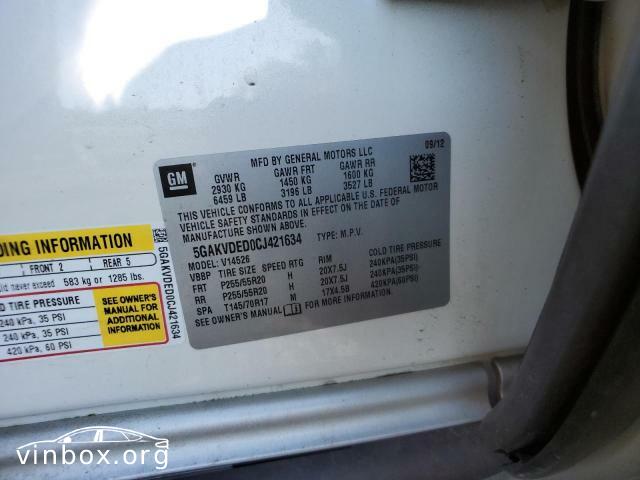 09/12
MFD BY GENERAL MOTORS LLC
GM
GVWR GAWR FRT GAWR RR
2930 KG 1450 KG 1600 KG
6459 LB 3196 LB 3527 LB
THIS VEHICLE CONFORMS TO ALL APPLICABLE U.S. FEDERAL MOTOR
VEHICLE SAFETY STANDARDS IN EFFECT ON THE DATE OF
MANUFACTURE SHOWN ABOVE.
5GAKVDED0CJ421634 TYPE: M.P.V.
MODEL: V14526
VBBP TIRE SIZE SPEED RTG RIM COLD TIRE PRESSURE
FRT P255/55R20 H 20X7.5J 240KPA(35PSI)
RR P255/55R20 H 20X7.5J 240KPA(35PSI)
SPA T145/70R17 M 17X4.5B 420KPA(60PSI)
SEE OWNER'S MANUAL FOR MORE INFORMATION.
DING INFORMATION
FRONT 2 REAR 5
uld never exceed 583 kg or 1285 lbs.
LD TIRE PRESSURE
240 kPa, 35 PSI
240 kPa, 35 PSI
420 kPa, 60 PSI
SEE OWNER'S
MANUAL FOR
ADDITIONAL
INFORMATION
5GAKVDED0CJ421634
vinbox.org